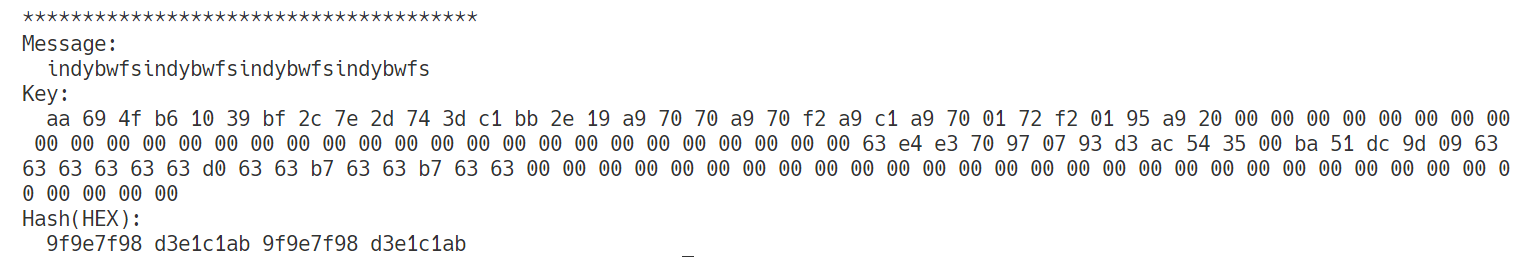 **************************************
Message:
indybwfsindybwfsindybwfsindybwfs
Key:
aa 69 4f b6 10 39 bf 2c 7e 2d 74 3d c1 bb 2e 19 a9 70 70 a9 70 f2 a9 c1 a9 70 01 72 f2 01 95 a9 20 00 00 00 00 00 00 00 00
00 00 00 00 00 00 00 00 00 00 00 00 00 00 00 00 00 00 00 00 00 00 00 63 e4 e3 70 97 07 93 d3 ac 54 35 00 ba 51 dc 9d 09 63
63 63 63 63 63 d0 63 63 b7 63 63 b7 63 63 00 00 00 00 00 00 00 00 00 00 00 00 00 00 00 00 00 00 00 00 00 00 00 00 00 00 00 0
0 00 00 00 00
Hash(HEX):
9f9e7f98 d3e1c1ab 9f9e7f98 d3e1c1ab